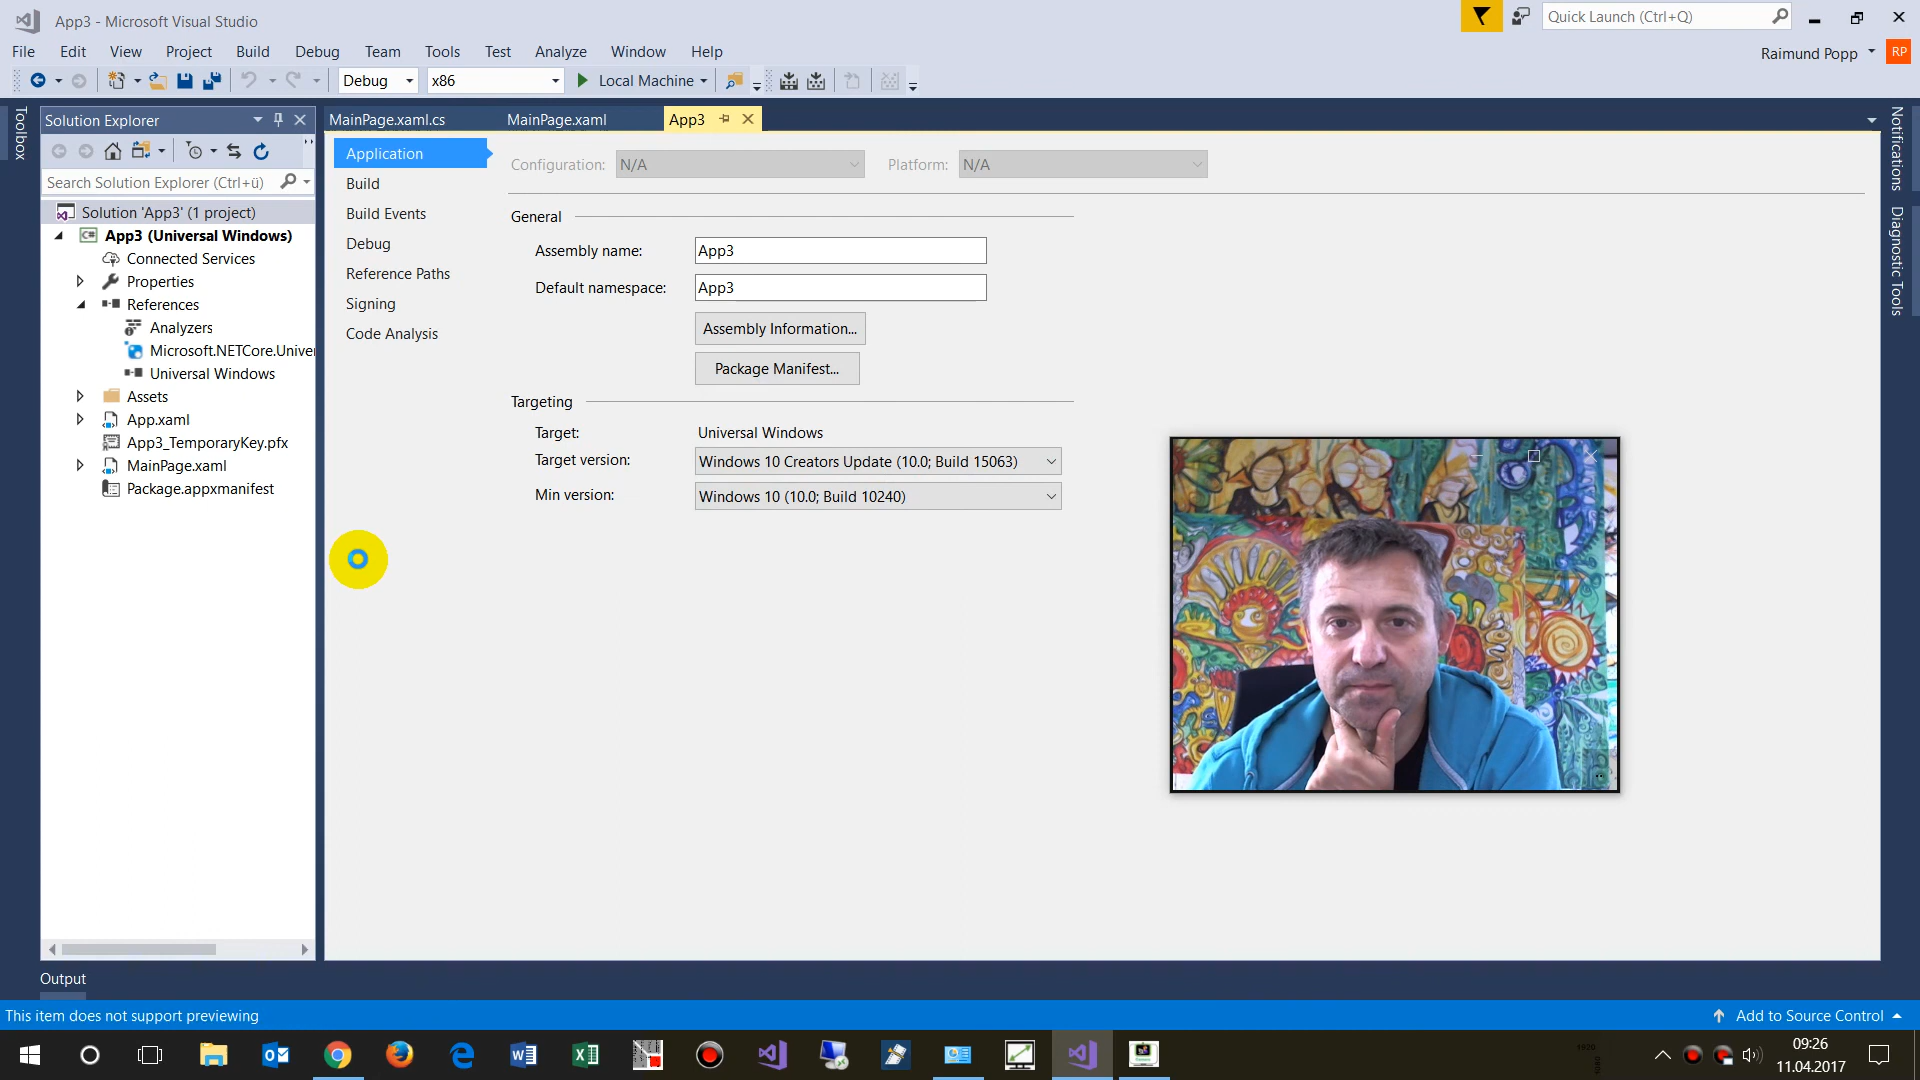 App3 - Microsoft Visual Studio
Quick Launch (Ctrl+Q)
File Edit View Project Build Debug Team Tools Test Analyze Window Help
Raimund Popp RP
Debug x86 Local Machine
Toolbox
Solution Explorer
Search Solution Explorer (Ctrl+ü)
Solution 'App3' (1 project)
C# App3 (Universal Windows)
Connected Services
Properties
References
Analyzers
Microsoft.NETCore.Univer
Universal Windows
Assets
App.xaml
App3_TemporaryKey.pfx
MainPage.xaml
Package.appxmanifest
MainPage.xaml.cs MainPage.xaml App3
Application
Build
Build Events
Debug
Reference Paths
Signing
Code Analysis
Configuration: N/A Platform: N/A
General
Assembly name: App3
Default namespace: App3
Assembly Information...
Package Manifest...
Targeting
Target: Universal Windows
Target version: Windows 10 Creators Update (10.0; Build 15063)
Min version: Windows 10 (10.0; Build 10240)
Notifications
Diagnostic Tools
Output
This item does not support previewing
Add to Source Control
09:26
11.04.2017